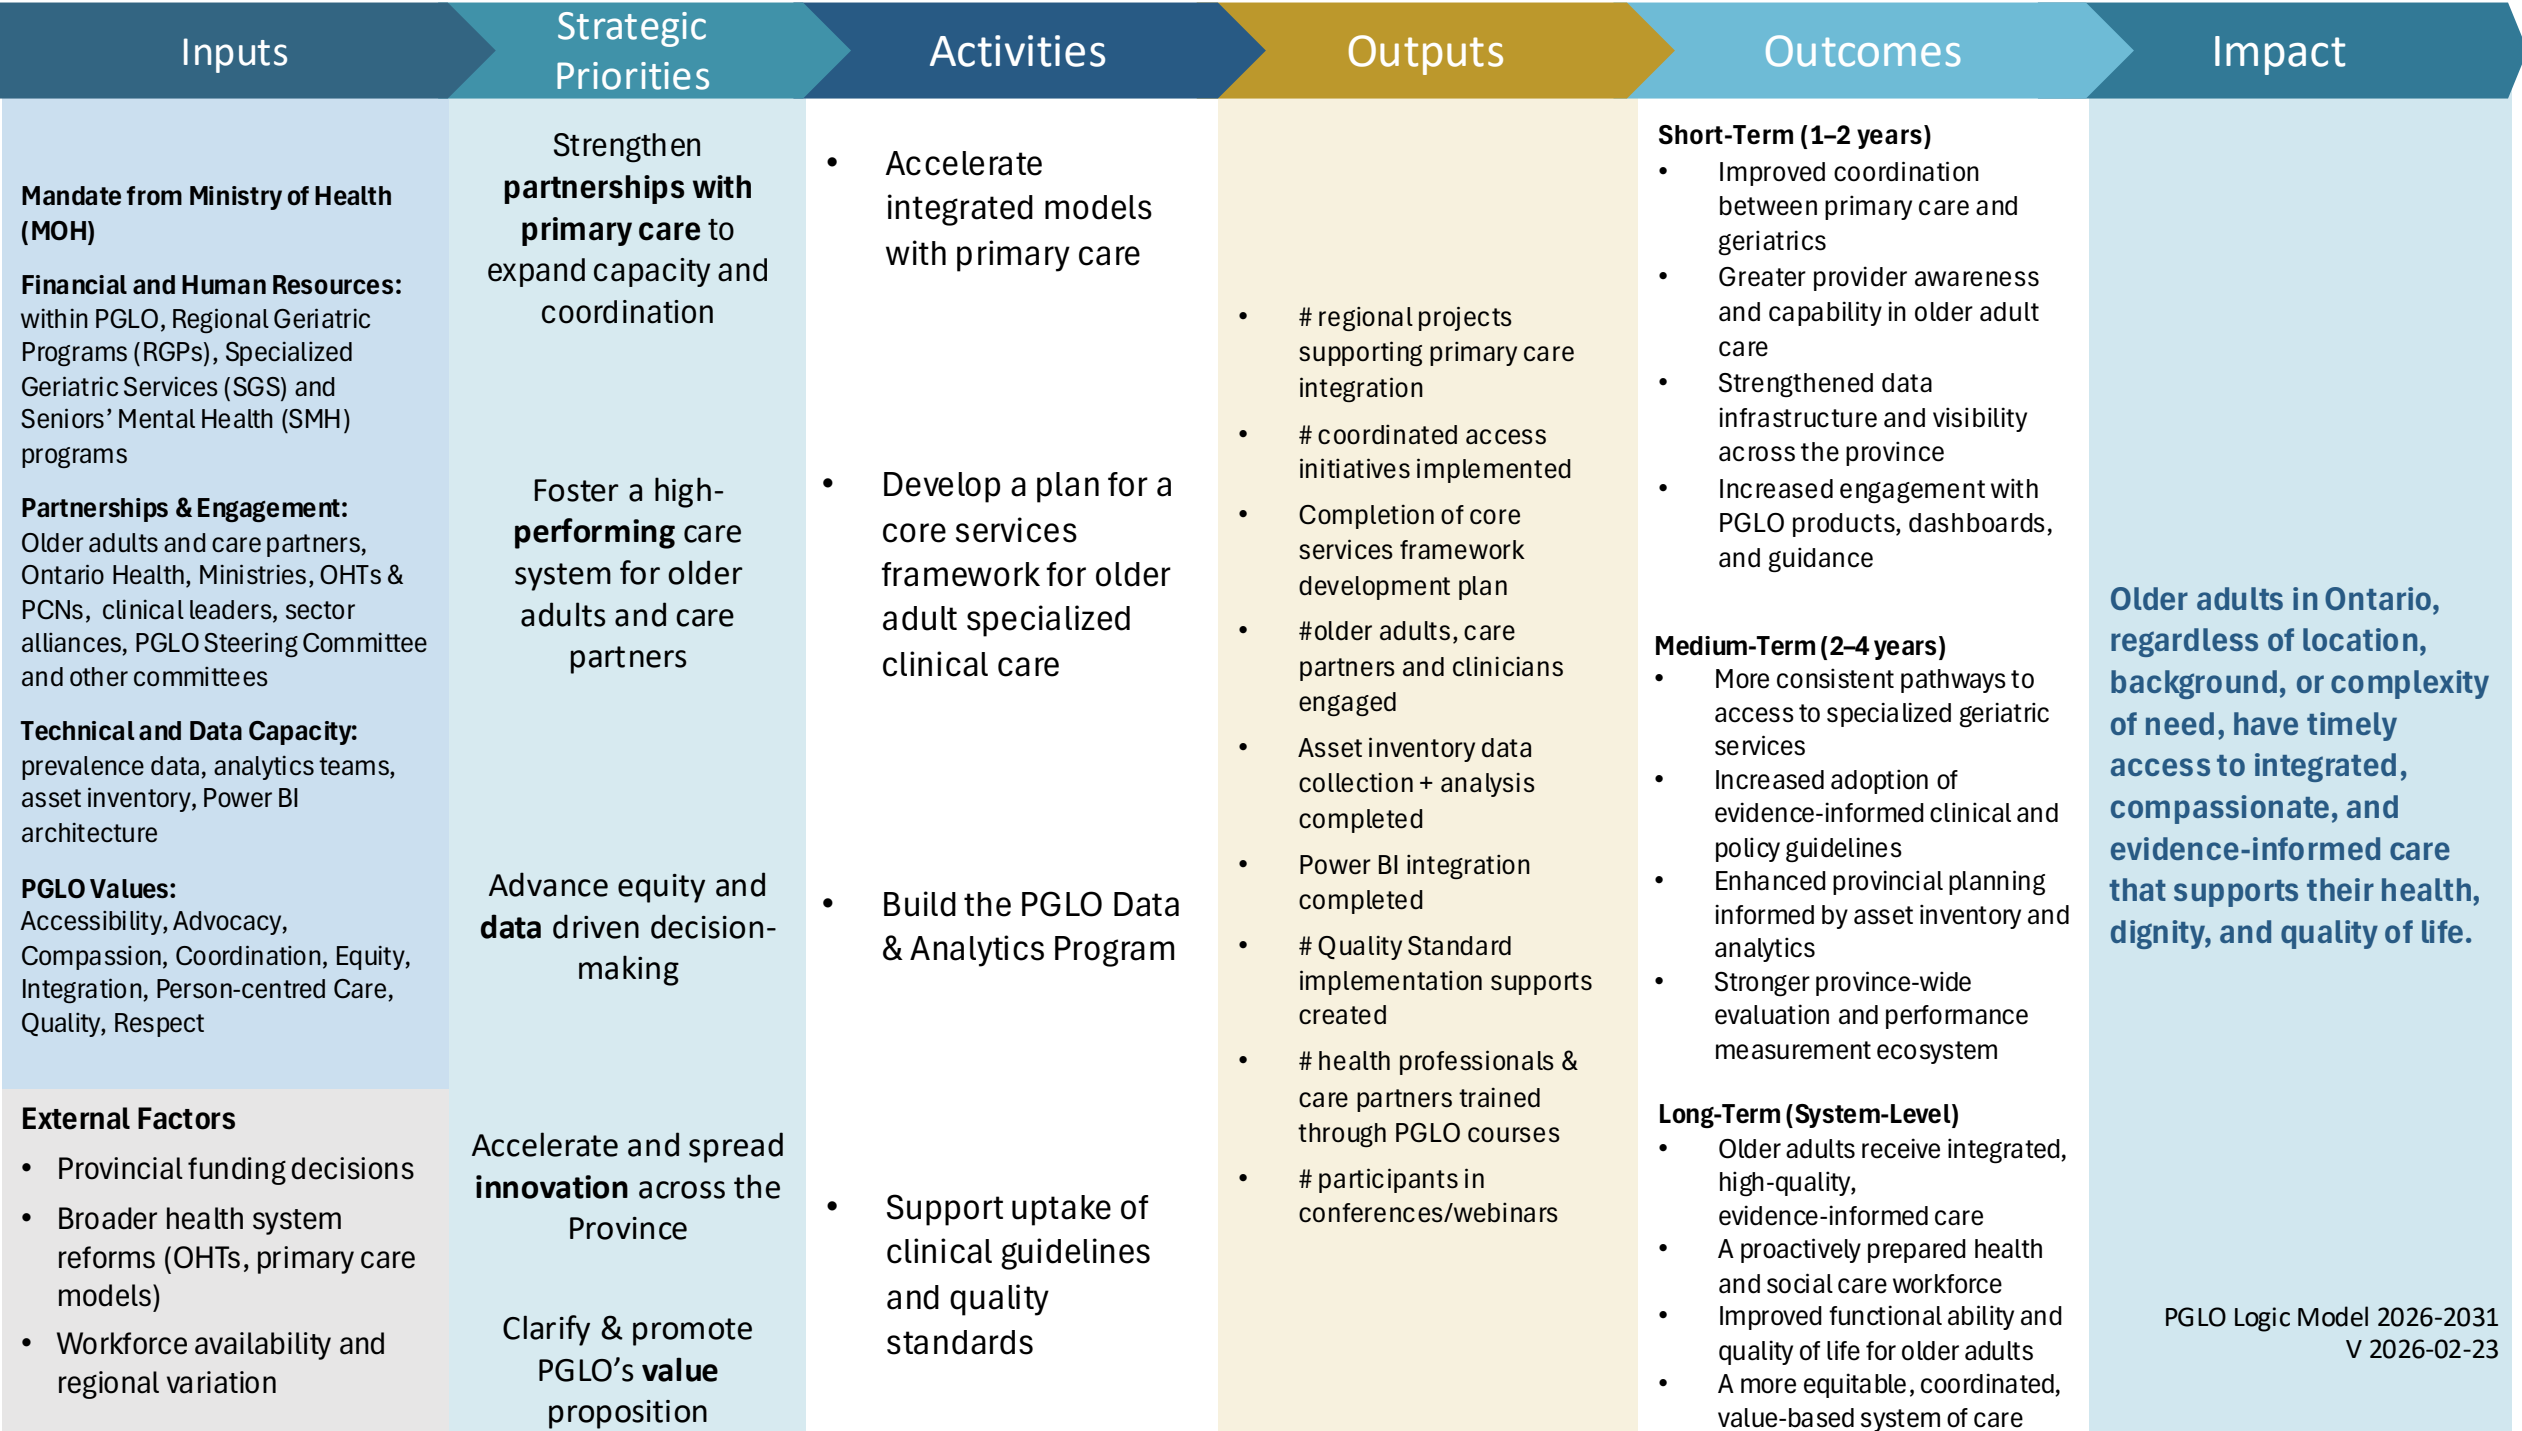 Inputs
Strategic
Priorities
Activities
Outputs
Outcomes
Impact
Mandate from Ministry of Health
(MOH)
Financial and Human Resources:
within PGLO, Regional Geriatric
Programs (RGPs), Specialized
Geriatric Services (SGS) and
Seniors’ Mental Health (SMH)
programs
Partnerships & Engagement:
Older adults and care partners,
Ontario Health, Ministries, OHTs &
PCNs, clinical leaders, sector
alliances, PGLO Steering Committee
and other committees
Technical and Data Capacity:
prevalence data, analytics teams,
asset inventory, Power BI
architecture
PGLO Values:
Accessibility, Advocacy,
Compassion, Coordination, Equity,
Integration, Person-centred Care,
Quality, Respect
External Factors
• Provincial funding decisions
• Broader health system
reforms (OHTs, primary care
models)
• Workforce availability and
regional variation
Strengthen
partnerships with
primary care to
expand capacity and
coordination
Foster a high-
performing care
system for older
adults and care
partners
Advance equity and
data driven decision-
making
Accelerate and spread
innovation across the
Province
Clarify & promote
PGLO’s value
proposition
• Accelerate
integrated models
with primary care
• Develop a plan for a
core services
framework for older
adult specialized
clinical care
• Build the PGLO Data
& Analytics Program
• Support uptake of
clinical guidelines
and quality
standards
• # regional projects
supporting primary care
integration
• # coordinated access
initiatives implemented
• Completion of core
services framework
development plan
• #older adults, care
partners and clinicians
engaged
• Asset inventory data
collection + analysis
completed
• Power BI integration
completed
• # Quality Standard
implementation supports
created
• # health professionals &
care partners trained
through PGLO courses
• # participants in
conferences/webinars
Short-Term (1–2 years)
• Improved coordination
between primary care and
geriatrics
• Greater provider awareness
and capability in older adult
care
• Strengthened data
infrastructure and visibility
across the province
• Increased engagement with
PGLO products, dashboards,
and guidance
Medium-Term (2–4 years)
• More consistent pathways to
access to specialized geriatric
services
• Increased adoption of
evidence-informed clinical and
policy guidelines
• Enhanced provincial planning
informed by asset inventory and
analytics
• Stronger province-wide
evaluation and performance
measurement ecosystem
Long-Term (System-Level)
• Older adults receive integrated,
high-quality,
evidence-informed care
• A proactively prepared health
and social care workforce
• Improved functional ability and
quality of life for older adults
• A more equitable, coordinated,
value-based system of care
Older adults in Ontario,
regardless of location,
background, or complexity
of need, have timely
access to integrated,
compassionate, and
evidence-informed care
that supports their health,
dignity, and quality of life.
PGLO Logic Model 2026-2031
V 2026-02-23